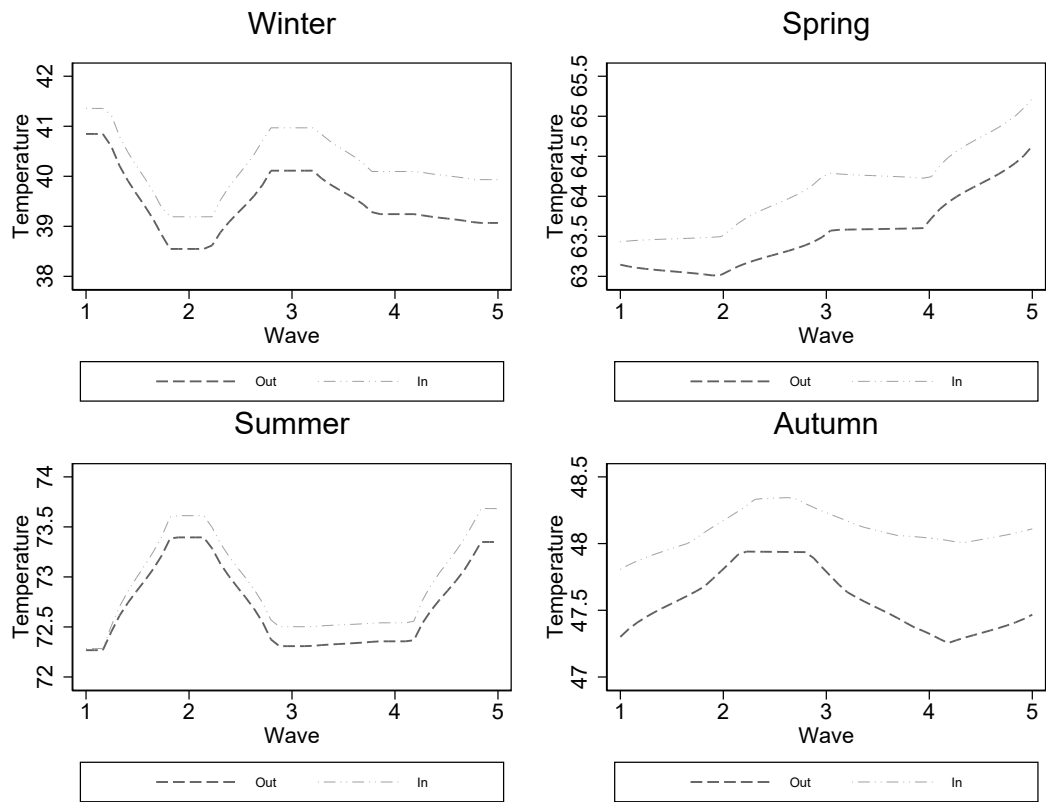 Winter
Temperature
42
41
40
39
38
1 2 3 4 5
Wave
Out In
Spring
Temperature
65.5
65
64.5
64
63.5
63
1 2 3 4 5
Wave
Out In
Summer
Temperature
74
73.5
73
72.5
72
1 2 3 4 5
Wave
Out In
Autumn
Temperature
48.5
48
47.5
47
1 2 3 4 5
Wave
Out In